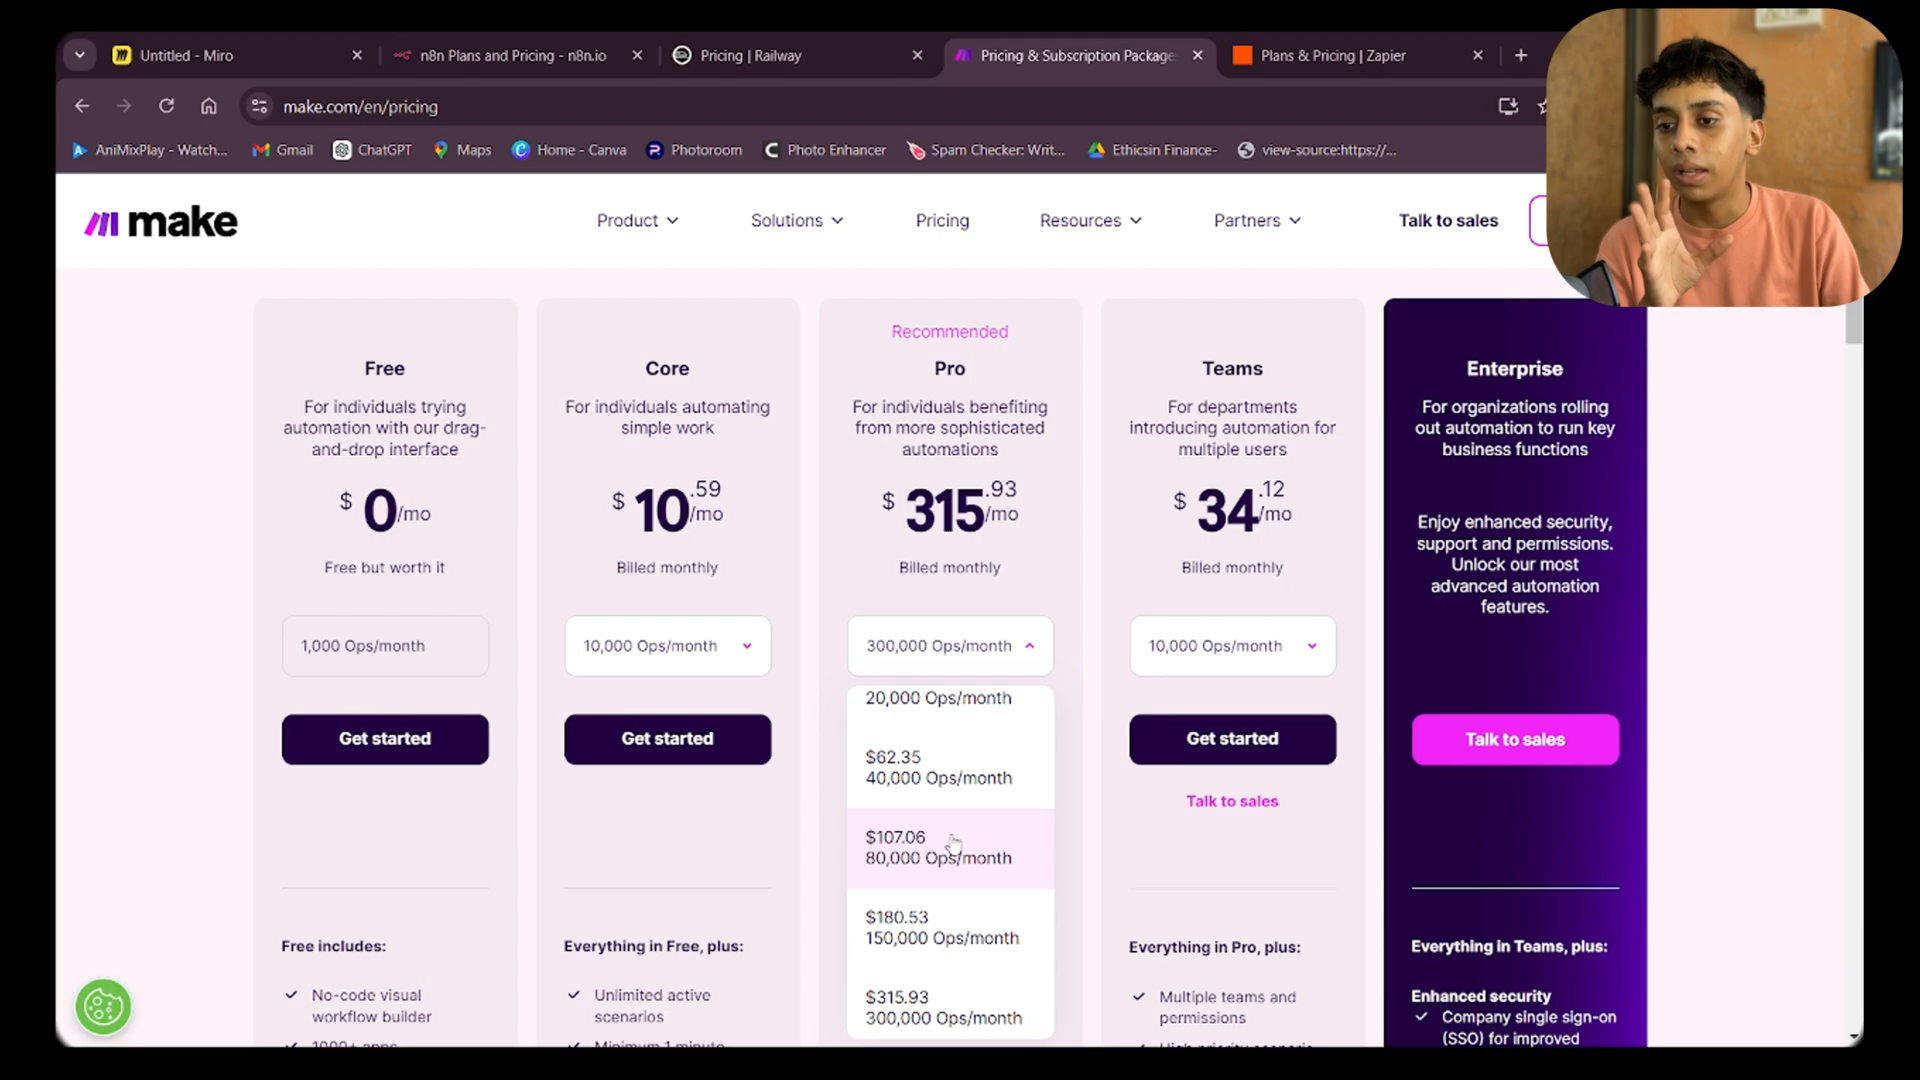 Untitled - Miro
n8n Plans and Pricing - n8n.io
Pricing | Railway
Pricing & Subscription Package
Plans & Pricing | Zapier
make.com/en/pricing
AniMixPlay - Watch...
Gmail
ChatGPT
Maps
Home - Canva
Photoroom
Photo Enhancer
Spam Checker: Writ...
Ethicsin Finance-
view-source:https://...
make
Product
Solutions
Pricing
Resources
Partners
Talk to sales
Free
For individuals trying
automation with our drag-
and-drop interface
$0/mo
Free but worth it
1,000 Ops/month
Get started
Free includes:
No-code visual
workflow builder
Core
For individuals automating
simple work
$10.59/mo
Billed monthly
10,000 Ops/month
Get started
Everything in Free, plus:
Unlimited active
scenarios
Minimum 1 minute
Recommended
Pro
For individuals benefiting
from more sophisticated
automations
$315.93/mo
Billed monthly
300,000 Ops/month
20,000 Ops/month
$62.35
40,000 Ops/month
$107.06
80,000 Ops/month
$180.53
150,000 Ops/month
$315.93
300,000 Ops/month
Teams
For departments
introducing automation for
multiple users
$34.12/mo
Billed monthly
10,000 Ops/month
Get started
Talk to sales
Everything in Pro, plus:
Multiple teams and
permissions
Enterprise
For organizations rolling
out automation to run key
business functions
Enjoy enhanced security,
support and permissions.
Unlock our most
advanced automation
features.
Talk to sales
Everything in Teams, plus:
Enhanced security
Company single sign-on
(SSO) for improved